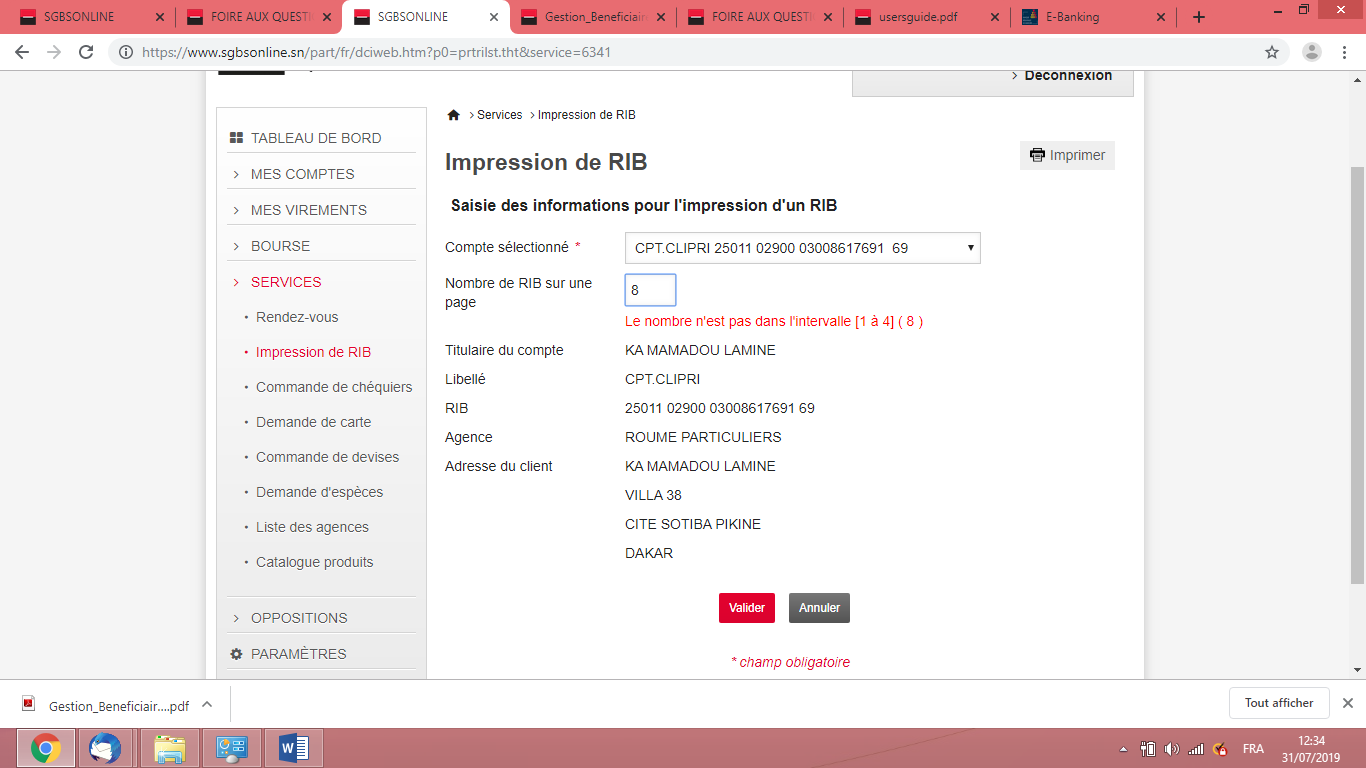 SGBSONLINE
FOIRE AUX QUESTI
SGBSONLINE
Gestion_Beneficiair
FOIRE AUX QUESTI
usersguide.pdf
E-Banking
https://www.sgbsonline.sn/part/fr/dciweb.htm?p0=prtrilst.tht&service=6341
> Déconnexion
> Services > Impression de RIB
TABLEAU DE BORD
> MES COMPTES
> MES VIREMENTS
> BOURSE
> SERVICES
• Rendez-vous
• Impression de RIB
• Commande de chéquiers
• Demande de carte
• Commande de devises
• Demande d'espèces
• Liste des agences
• Catalogue produits
> OPPOSITIONS
PARAMÈTRES
Impression de RIB
Imprimer
Saisie des informations pour l'impression d'un RIB
Compte sélectionné * CPT.CLIPRI 25011 02900 03008617691 69
Nombre de RIB sur une
page
8
Le nombre n'est pas dans l'intervalle [1 à 4] ( 8 )
Titulaire du compte KA MAMADOU LAMINE
Libellé CPT.CLIPRI
RIB 25011 02900 03008617691 69
Agence ROUME PARTICULIERS
Adresse du client KA MAMADOU LAMINE
VILLA 38
CITE SOTIBA PIKINE
DAKAR
Valider Annuler
* champ obligatoire
Gestion_Beneficiair....pdf
Tout afficher
FRA
12:34
31/07/2019